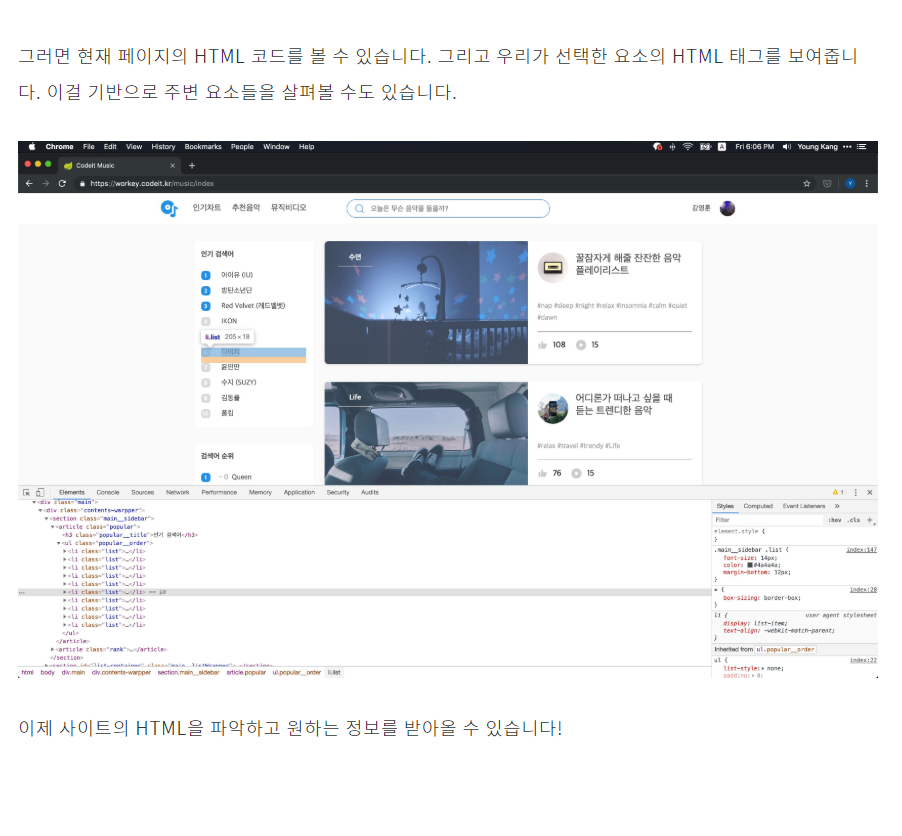 그러면 현재 페이지의 HTML 코드를 볼 수 있습니다. 그리고 우리가 선택한 요소의 HTML 태그를 보여줍니
다. 이걸 기반으로 주변 요소들을 살펴볼 수도 있습니다.
Chrome File Edit View History Bookmarks People Window Help Fri 6:06 PM Young Kang
Codeit Music
https://workey.codeit.kr/music/index
인기차트 추천음악 뮤직비디오 오늘은 무슨 음악을 들을까? 강영훈
인기 검색어
1 아이유 (IU)
2 방탄소년단
3 Red Velvet (레드벨벳)
4 IKON
li.list 205 × 18
다비치
7 윤딴딴
8 수지 (SUZY)
9 김동률
10 폴킴
검색어 순위
1 - 0 Queen
수면
꿀잠자게 해줄 잔잔한 음악
플레이리스트
#nap #sleep #night #relax #insomnia #calm #quiet
#dawn
108 15
Life
어디론가 떠나고 싶을 때
듣는 트렌디한 음악
#relax #travel #trendy #Life
76 15
Elements Console Sources Network Performance Memory Application Security Audits 1
▼<div class="main">
▼<div class="contents-warpper">
▼<section class="main__sidebar">
▼<article class="popular">
<h3 class="popular__title">인기 검색어</h3>
▼<ul class="popular__order">
▶<li class="list">…</li>
▶<li class="list">…</li>
▶<li class="list">…</li>
▶<li class="list">…</li>
▶<li class="list">…</li>
… ▶<li class="list">…</li> == $0
▶<li class="list">…</li>
▶<li class="list">…</li>
▶<li class="list">…</li>
▶<li class="list">…</li>
</ul>
</article>
▶<article class="rank">…</article>
</section>
▶<section id="list-container" class="main__listWrapper">…</section>
html body div.main div.contents-warpper section.main__sidebar article.popular ul.popular__order li.list
Styles Computed Event Listeners »
Filter :hov .cls +
element.style {
}
.main__sidebar .list { index:147
font-size: 14px;
color: #4a4a4a;
margin-bottom: 12px;
}
* { index:28
box-sizing: border-box;
}
li { user agent stylesheet
display: list-item;
text-align: -webkit-match-parent;
}
Inherited from ul.popular__order
ul { index:22
list-style:▶ none;
padding:▶ 0;
이제 사이트의 HTML을 파악하고 원하는 정보를 받아올 수 있습니다!